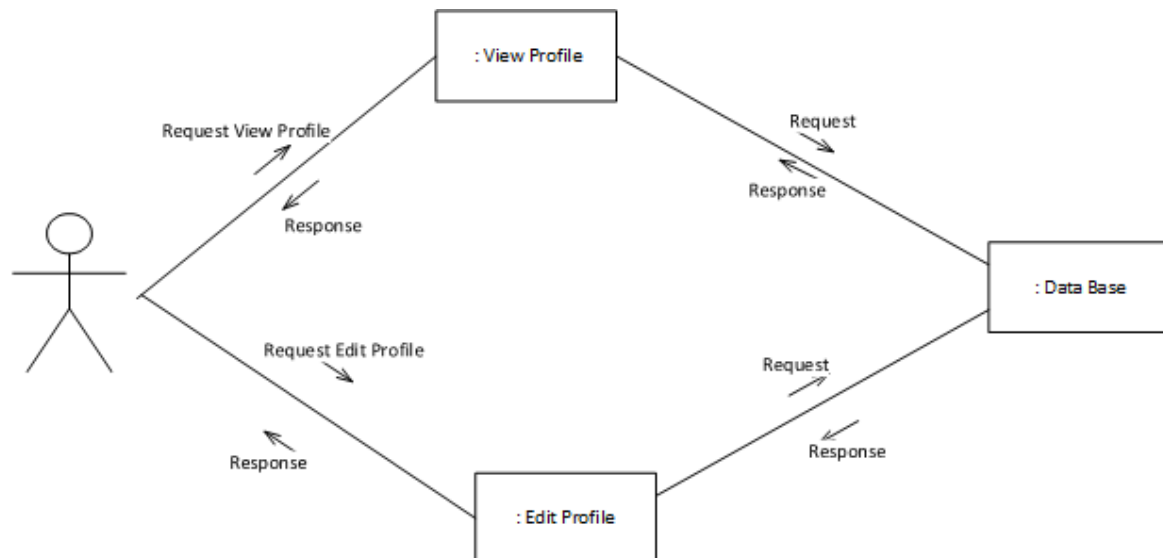 : View Profile
Request View Profile
Request
Response
Response
: Data Base
Request Edit Profile
Request
Response
Response
: Edit Profile